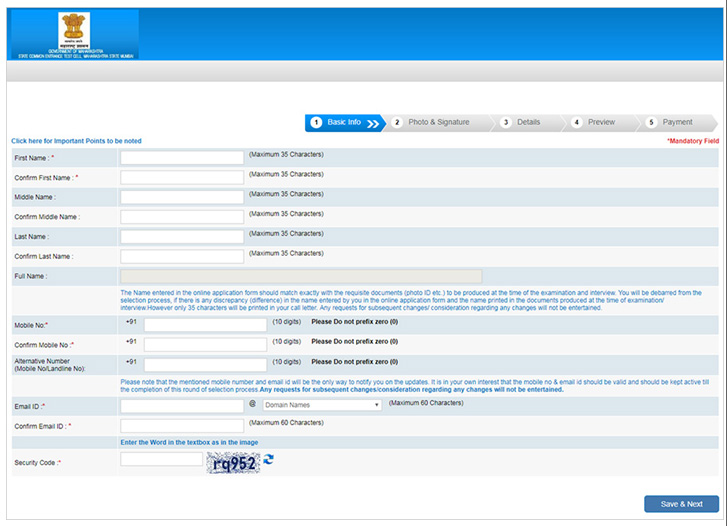 महाराष्ट्र शासन
GOVERNMENT OF MAHARASHTRA
STATE COMMON ENTRANCE TEST CELL, MAHARASHTRA STATE, MUMBAI
1 Basic Info 2 Photo & Signature 3 Details 4 Preview 5 Payment
Click here for Important Points to be noted *Mandatory Field
First Name : * (Maximum 35 Characters)
Confirm First Name : * (Maximum 35 Characters)
Middle Name : (Maximum 35 Characters)
Confirm Middle Name : (Maximum 35 Characters)
Last Name : (Maximum 35 Characters)
Confirm Last Name : (Maximum 35 Characters)
Full Name :
The Name entered in the online application form should match exactly with the requisite documents (photo ID etc.) to be produced at the time of the examination and interview. You will be debarred from the
selection process, if there is any discrepancy (difference) in the name entered by you in the online application form and the name printed in the documents produced at the time of examination/
interview.However only 35 characters will be printed in your call letter. Any requests for subsequent changes/ consideration regarding any changes will not be entertained.
Mobile No:* +91 (10 digits) Please Do not prefix zero (0)
Confirm Mobile No :* +91 (10 digits) Please Do not prefix zero (0)
Alternative Number
(Mobile No/Landline No): +91 (10 digits) Please Do not prefix zero (0)
Please note that the mentioned mobile number and email id will be the only way to notify you on the updates. It is in your own interest that the mobile no & email id should be valid and should be kept active till
the completion of this round of selection process.Any requests for subsequent changes/consideration regarding any changes will not be entertained.
Email ID :* @ Domain Names (Maximum 60 Characters)
Confirm Email ID : * (Maximum 60 Characters)
Enter the Word in the textbox as in the image
Security Code :* rq952
Save & Next